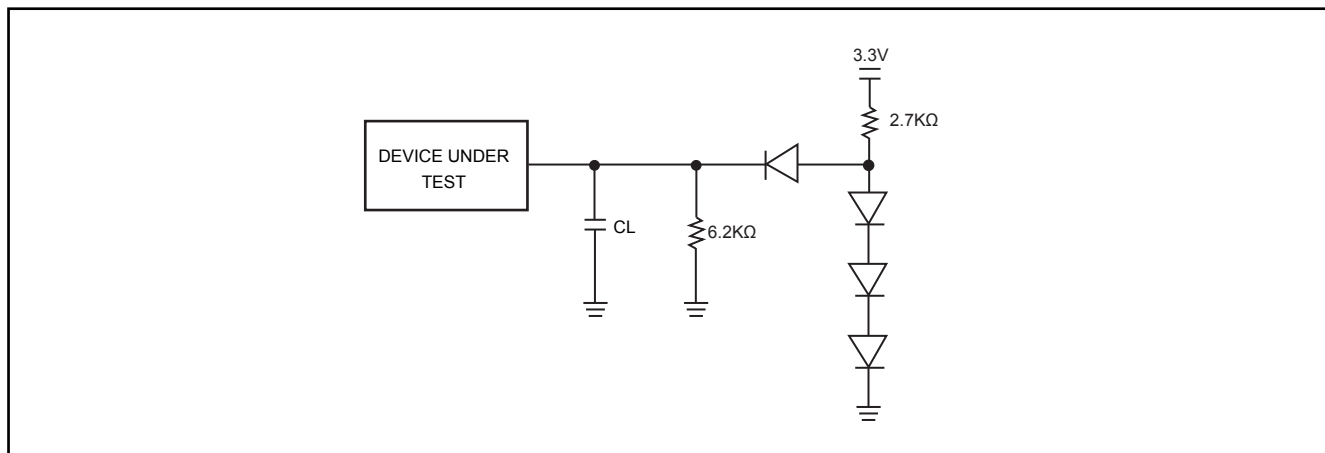 3.3V
2.7KΩ
DEVICE UNDER
TEST
CL
6.2KΩ